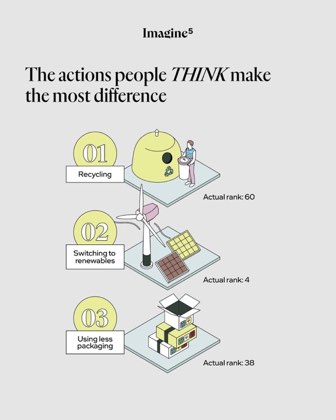 Imagine5
The actions people THINK make
the most difference
01
Recycling
Actual rank: 60
02
Switching to
renewables
Actual rank: 4
03
Using less
packaging
Actual rank: 38